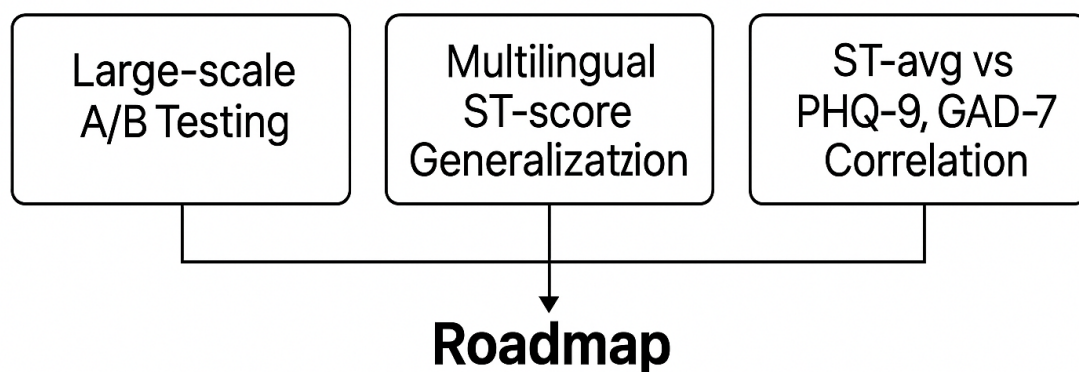 Large-scale
A/B Testing
Multilingual
ST-score
Generalizatzion
ST-avg vs
PHQ-9, GAD-7
Correlation
Roadmap